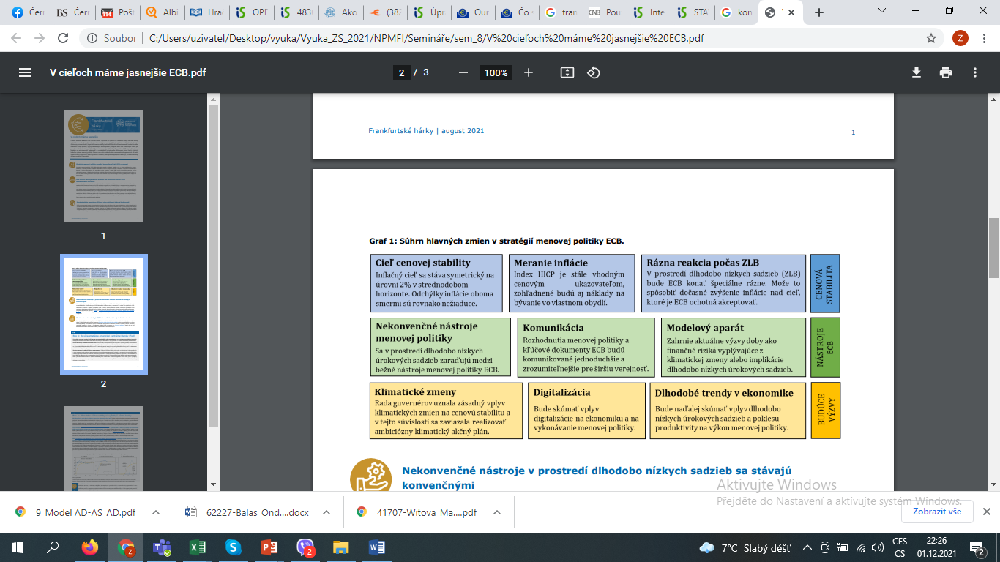 Čer
BS Čern
Pošt
Albi
Hrad
OPF
4830
Ako
(382
Úpr
Our
Čo s
tran
CNB Pou
Inte
STA
kon
Soubor | C:/Users/uzivatel/Desktop/vyuka/Vyuka_ZS_2021/NPMFI/Semináře/sem_8/V%20cieľoch%20máme%20jasnejšie%20ECB.pdf
Z
V cieľoch máme jasnejšie ECB.pdf
2 / 3
100%
1
2
Frankfurtské hárky | august 2021
1
Graf 1: Súhrn hlavných zmien v stratégií menovej politiky ECB.
Cieľ cenovej stability
Inflačný cieľ sa stáva symetrický na
úrovni 2% v strednodobom
horizonte. Odchýlky inflácie oboma
smermi sú rovnako nežiaduce.
Meranie inflácie
Index HICP je stále vhodným
cenovým ukazovateľom,
zohľadnené budú aj náklady na
bývanie vo vlastnom obydlí.
Rázna reakcia počas ZLB
V prostredí dlhodobo nízkych sadzieb (ZLB)
bude ECB konať špeciálne rázne. Može to
spôsobiť dočasné zvýšenie inflácie nad cieľ,
ktoré je ECB ochotná akceptovať.
CENOVÁ
STABILITA
Nekonvenčné nástroje
menovej politiky
Sa v prostredí dlhodobo nízkych
úrokových sadzieb zaraďujú medzi
bežné nástroje menovej politiky ECB.
Komunikácia
Rozhodnutia menovej politiky a
kľúčové dokumenty ECB budú
komunikované jednoduchšie a
zrozumiteľnejšie pre širšiu verejnosť.
Modelový aparát
Zahrnie aktuálne výzvy doby ako
finančné riziká vyplývajúce z
klimatickej zmeny alebo implikácie
dlhodobo nízkych úrokových sadzieb.
NÁSTROJE
ECB
Klimatické zmeny
Rada guvernérov uznala zásadný vplyv
klimatických zmien na cenovú stabilitu a
v tejto súvislosti sa zaviazala realizovať
ambiciózny klimatický akčný plán.
Digitalizácia
Bude skúmať vplyv
digitalizácie na ekonomiku a na
vykonávanie menovej politiky.
Dlhodobé trendy v ekonomike
Bude naďalej skúmať vplyv dlhodobo
nízkych úrokových sadzieb a poklesu
produktivity na výkon menovej politiky.
BUDÚCE
VÝZVY
Nekonvenčné nástroje v prostredí dlhodobo nízkych sadzieb sa stávajú
konvenčnými
Aktivujte Windows
Přejděte do Nastavení a aktivujte systém Windows.
9_Model AD-AS_AD.pdf
62227-Balas_Ond....docx
41707-Witova_Ma....pdf
Zobrazit vše
7°C Slabý déšť
CES
CS
22:26
01.12.2021
2